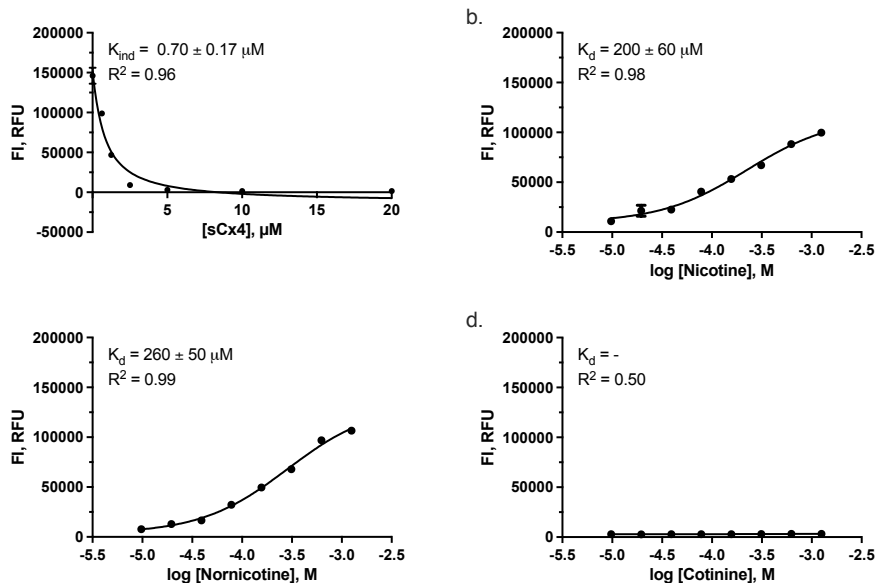 200000
150000
100000
50000
0
-50000
FI, RFU
K_ind = 0.70 ± 0.17 µM
R² = 0.96
5 10 15 20
[sCx4], µM
b.
200000
150000
100000
50000
0
FI, RFU
K_d = 200 ± 60 µM
R² = 0.98
-5.5 -5.0 -4.5 -4.0 -3.5 -3.0 -2.5
log [Nicotine], M
200000
150000
100000
50000
0
FI, RFU
K_d = 260 ± 50 µM
R² = 0.99
-5.5 -5.0 -4.5 -4.0 -3.5 -3.0 -2.5
log [Nornicotine], M
d.
200000
150000
100000
50000
0
FI, RFU
K_d = -
R² = 0.50
-5.5 -5.0 -4.5 -4.0 -3.5 -3.0 -2.5
log [Cotinine], M